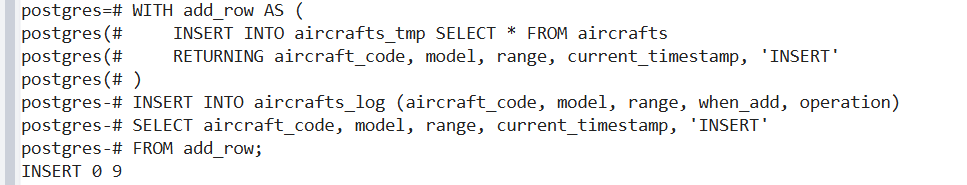 postgres=# WITH add_row AS (
postgres(#     INSERT INTO aircrafts_tmp SELECT * FROM aircrafts
postgres(#     RETURNING aircraft_code, model, range, current_timestamp, 'INSERT'
postgres(# )
postgres-# INSERT INTO aircrafts_log (aircraft_code, model, range, when_add, operation)
postgres-# SELECT aircraft_code, model, range, current_timestamp, 'INSERT'
postgres-# FROM add_row;
INSERT 0 9